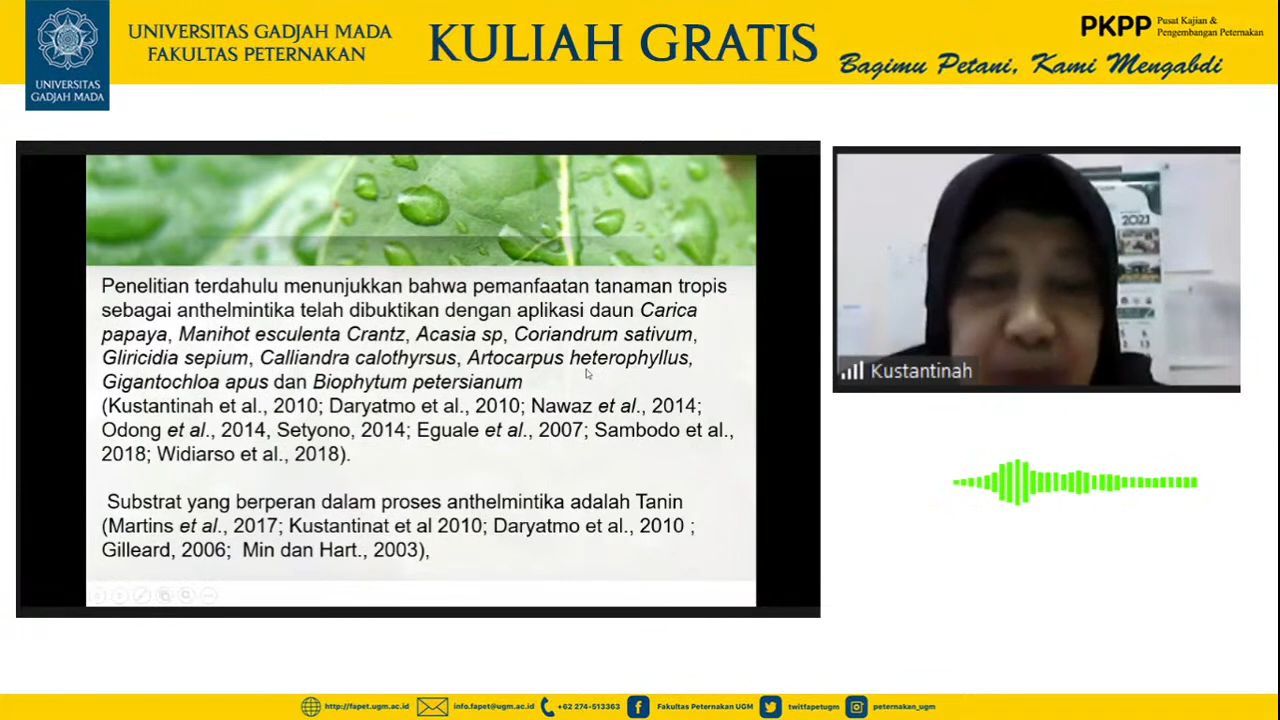 UNIVERSITAS
GADJAH MADA
UNIVERSITAS GADJAH MADA
FAKULTAS PETERNAKAN
KULIAH GRATIS
PKPP
Pusat Kajian &
Pengembangan Peternakan
Bagimu Petani, Kami Mengabdi
Penelitian terdahulu menunjukkan bahwa pemanfaatan tanaman tropis
sebagai anthelmintika telah dibuktikan dengan aplikasi daun Carica
papaya, Manihot esculenta Crantz, Acasia sp, Coriandrum sativum,
Gliricidia sepium, Calliandra calothyrsus, Artocarpus heterophyllus,
Gigantochloa apus dan Biophytum petersianum
(Kustantinah et al., 2010; Daryatmo et al., 2010; Nawaz et al., 2014;
Odong et al., 2014, Setyono, 2014; Eguale et al., 2007; Sambodo et al.,
2018; Widiarso et al., 2018).
Substrat yang berperan dalam proses anthelmintika adalah Tanin
(Martins et al., 2017; Kustantinat et al 2010; Daryatmo et al., 2010 ;
Gilleard, 2006; Min dan Hart., 2003),
2021
Kustantinah
http://fapet.ugm.ac.id
info.fapet@ugm.ac.id
+62 274-513363
Fakultas Peternakan UGM
twitfapetugm
peternakan_ugm